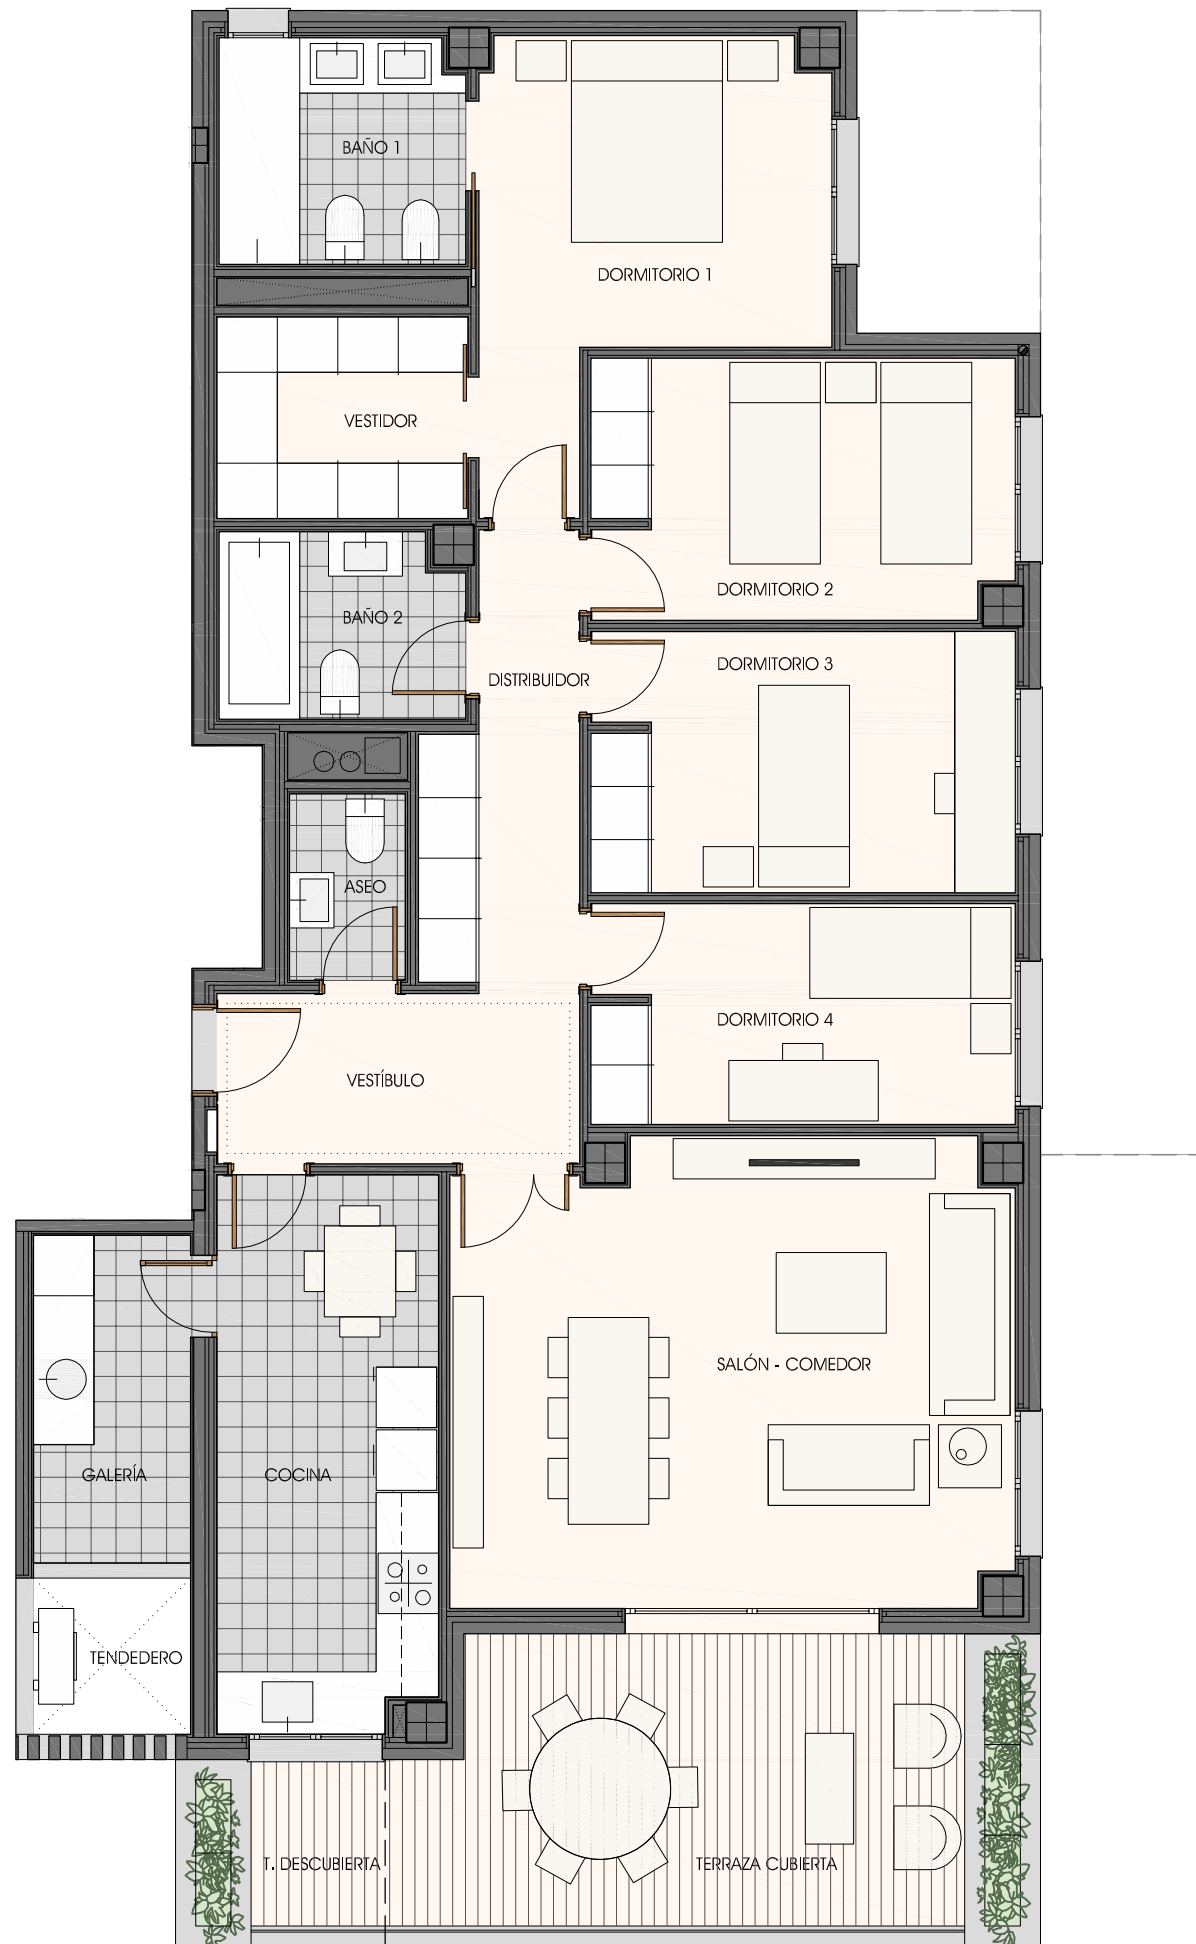 BAÑO 1
DORMITORIO 1
VESTIDOR
DORMITORIO 2
BAÑO 2
DORMITORIO 3
DISTRIBUIDOR
ASEO
DORMITORIO 4
VESTÍBULO
SALÓN - COMEDOR
GALERÍA
COCINA
TENDEDERO
T. DESCUBIERTA
TERRAZA CUBIERTA